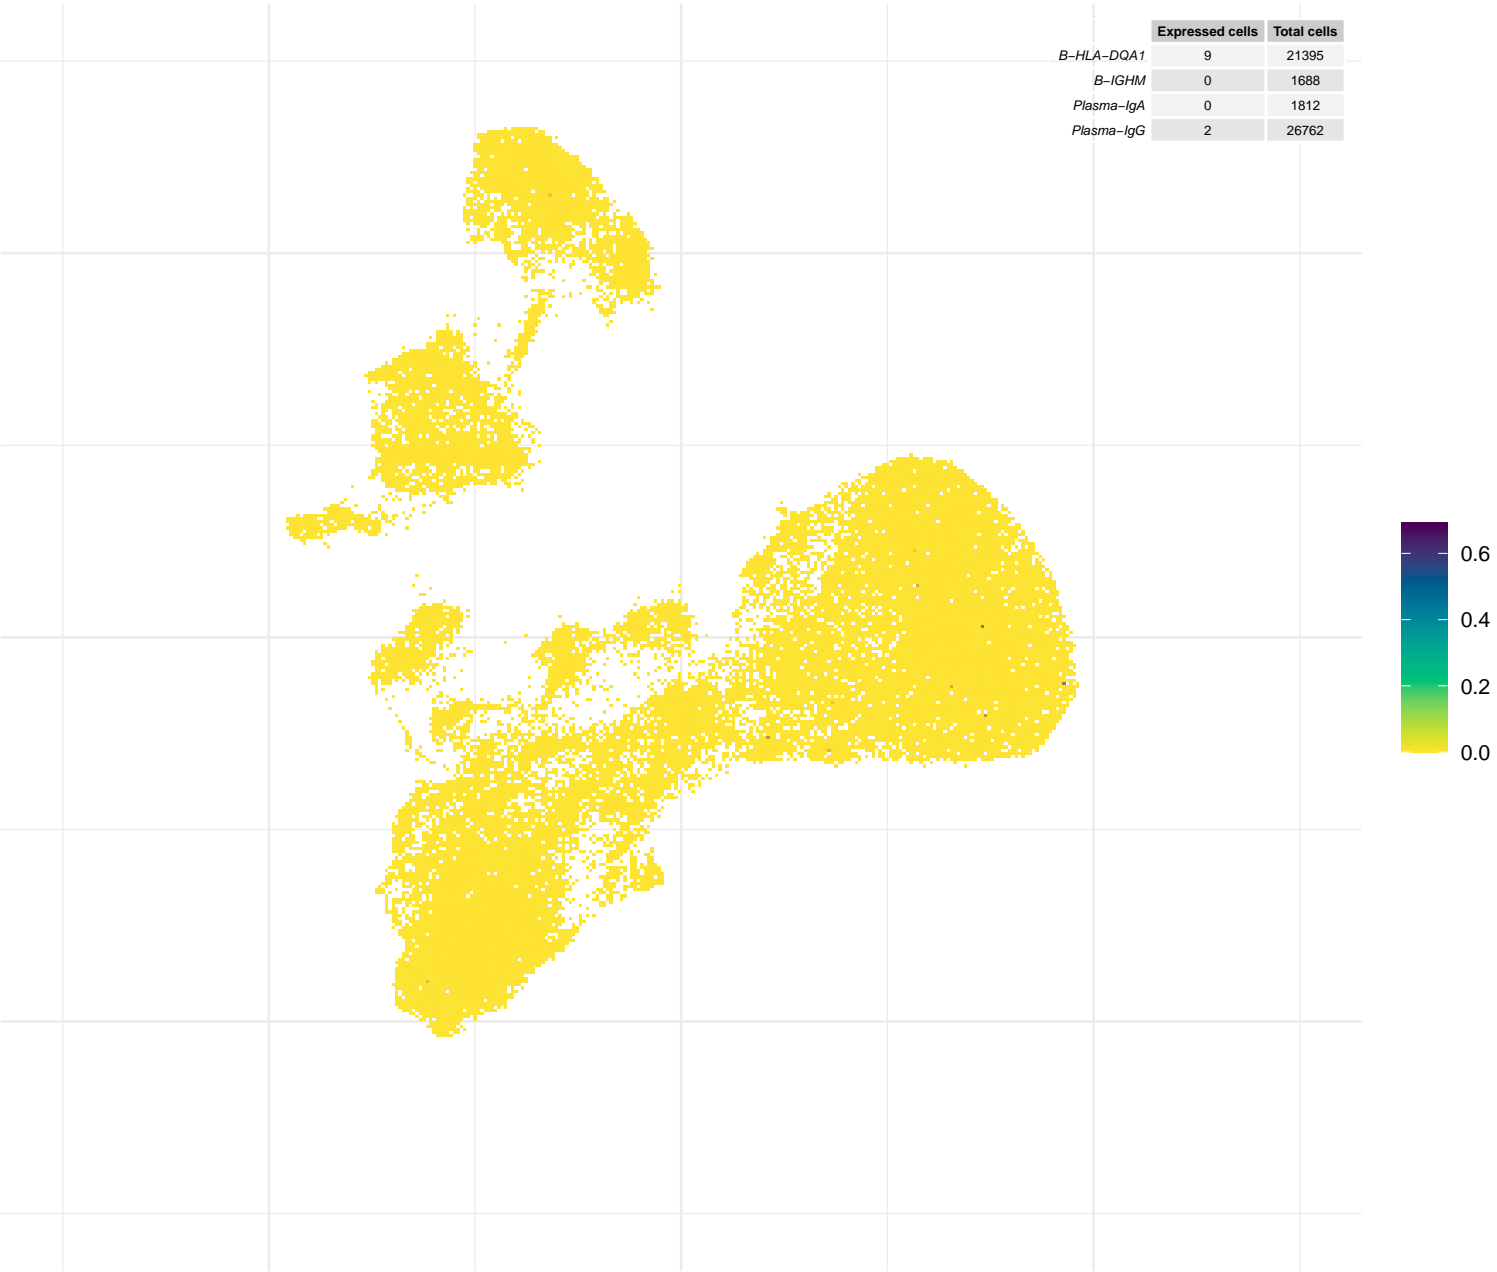 Expressed cells Total cells
B−HLA−DQA1 9 21395
B−IGHM 0 1688
Plasma−IgA 0 1812
Plasma−IgG 2 26762
0.6
0.4
0.2
0.0